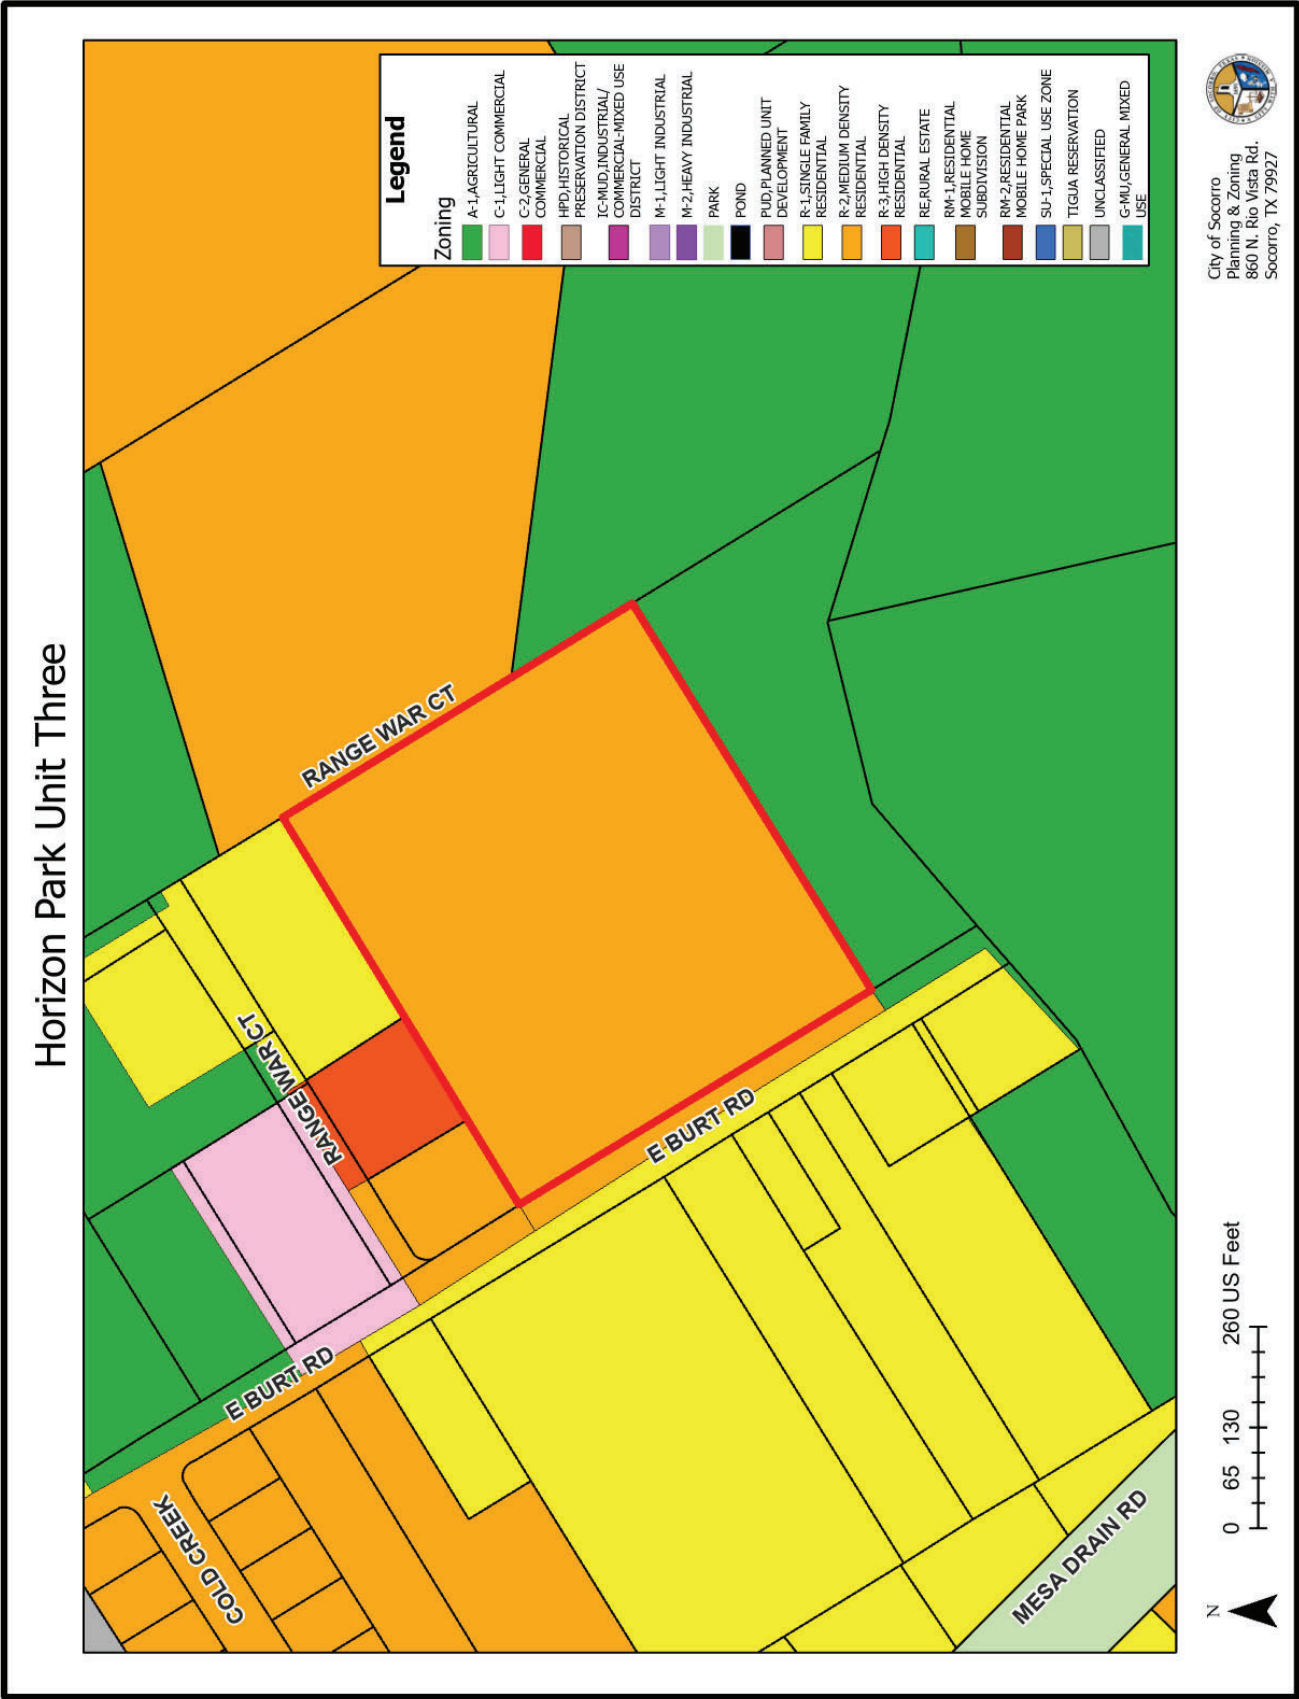 Horizon Park Unit Three
RANGE WAR CT
RANGE WAR CT
E BURT RD
E BURT RD
COLD CREEK
MESA DRAIN RD
Legend
Zoning
A-1,AGRICULTURAL
C-1,LIGHT COMMERCIAL
C-2,GENERAL
COMMERCIAL
HPD,HISTORICAL
PRESERVATION DISTRICT
IC-MUD,INDUSTRIAL/
COMMERCIAL-MIXED USE
DISTRICT
M-1,LIGHT INDUSTRIAL
M-2,HEAVY INDUSTRIAL
PARK
POND
PUD,PLANNED UNIT
DEVELOPMENT
R-1,SINGLE FAMILY
RESIDENTIAL
R-2,MEDIUM DENSITY
RESIDENTIAL
R-3,HIGH DENSITY
RESIDENTIAL
RE,RURAL ESTATE
RM-1,RESIDENTIAL
MOBILE HOME
SUBDIVISION
RM-2,RESIDENTIAL
MOBILE HOME PARK
SU-1,SPECIAL USE ZONE
TIGUA RESERVATION
UNCLASSIFIED
G-MU,GENERAL MIXED
USE
N
0 65 130 260 US Feet
City of Socorro
Planning & Zoning
860 N. Rio Vista Rd.
Socorro, TX 79927